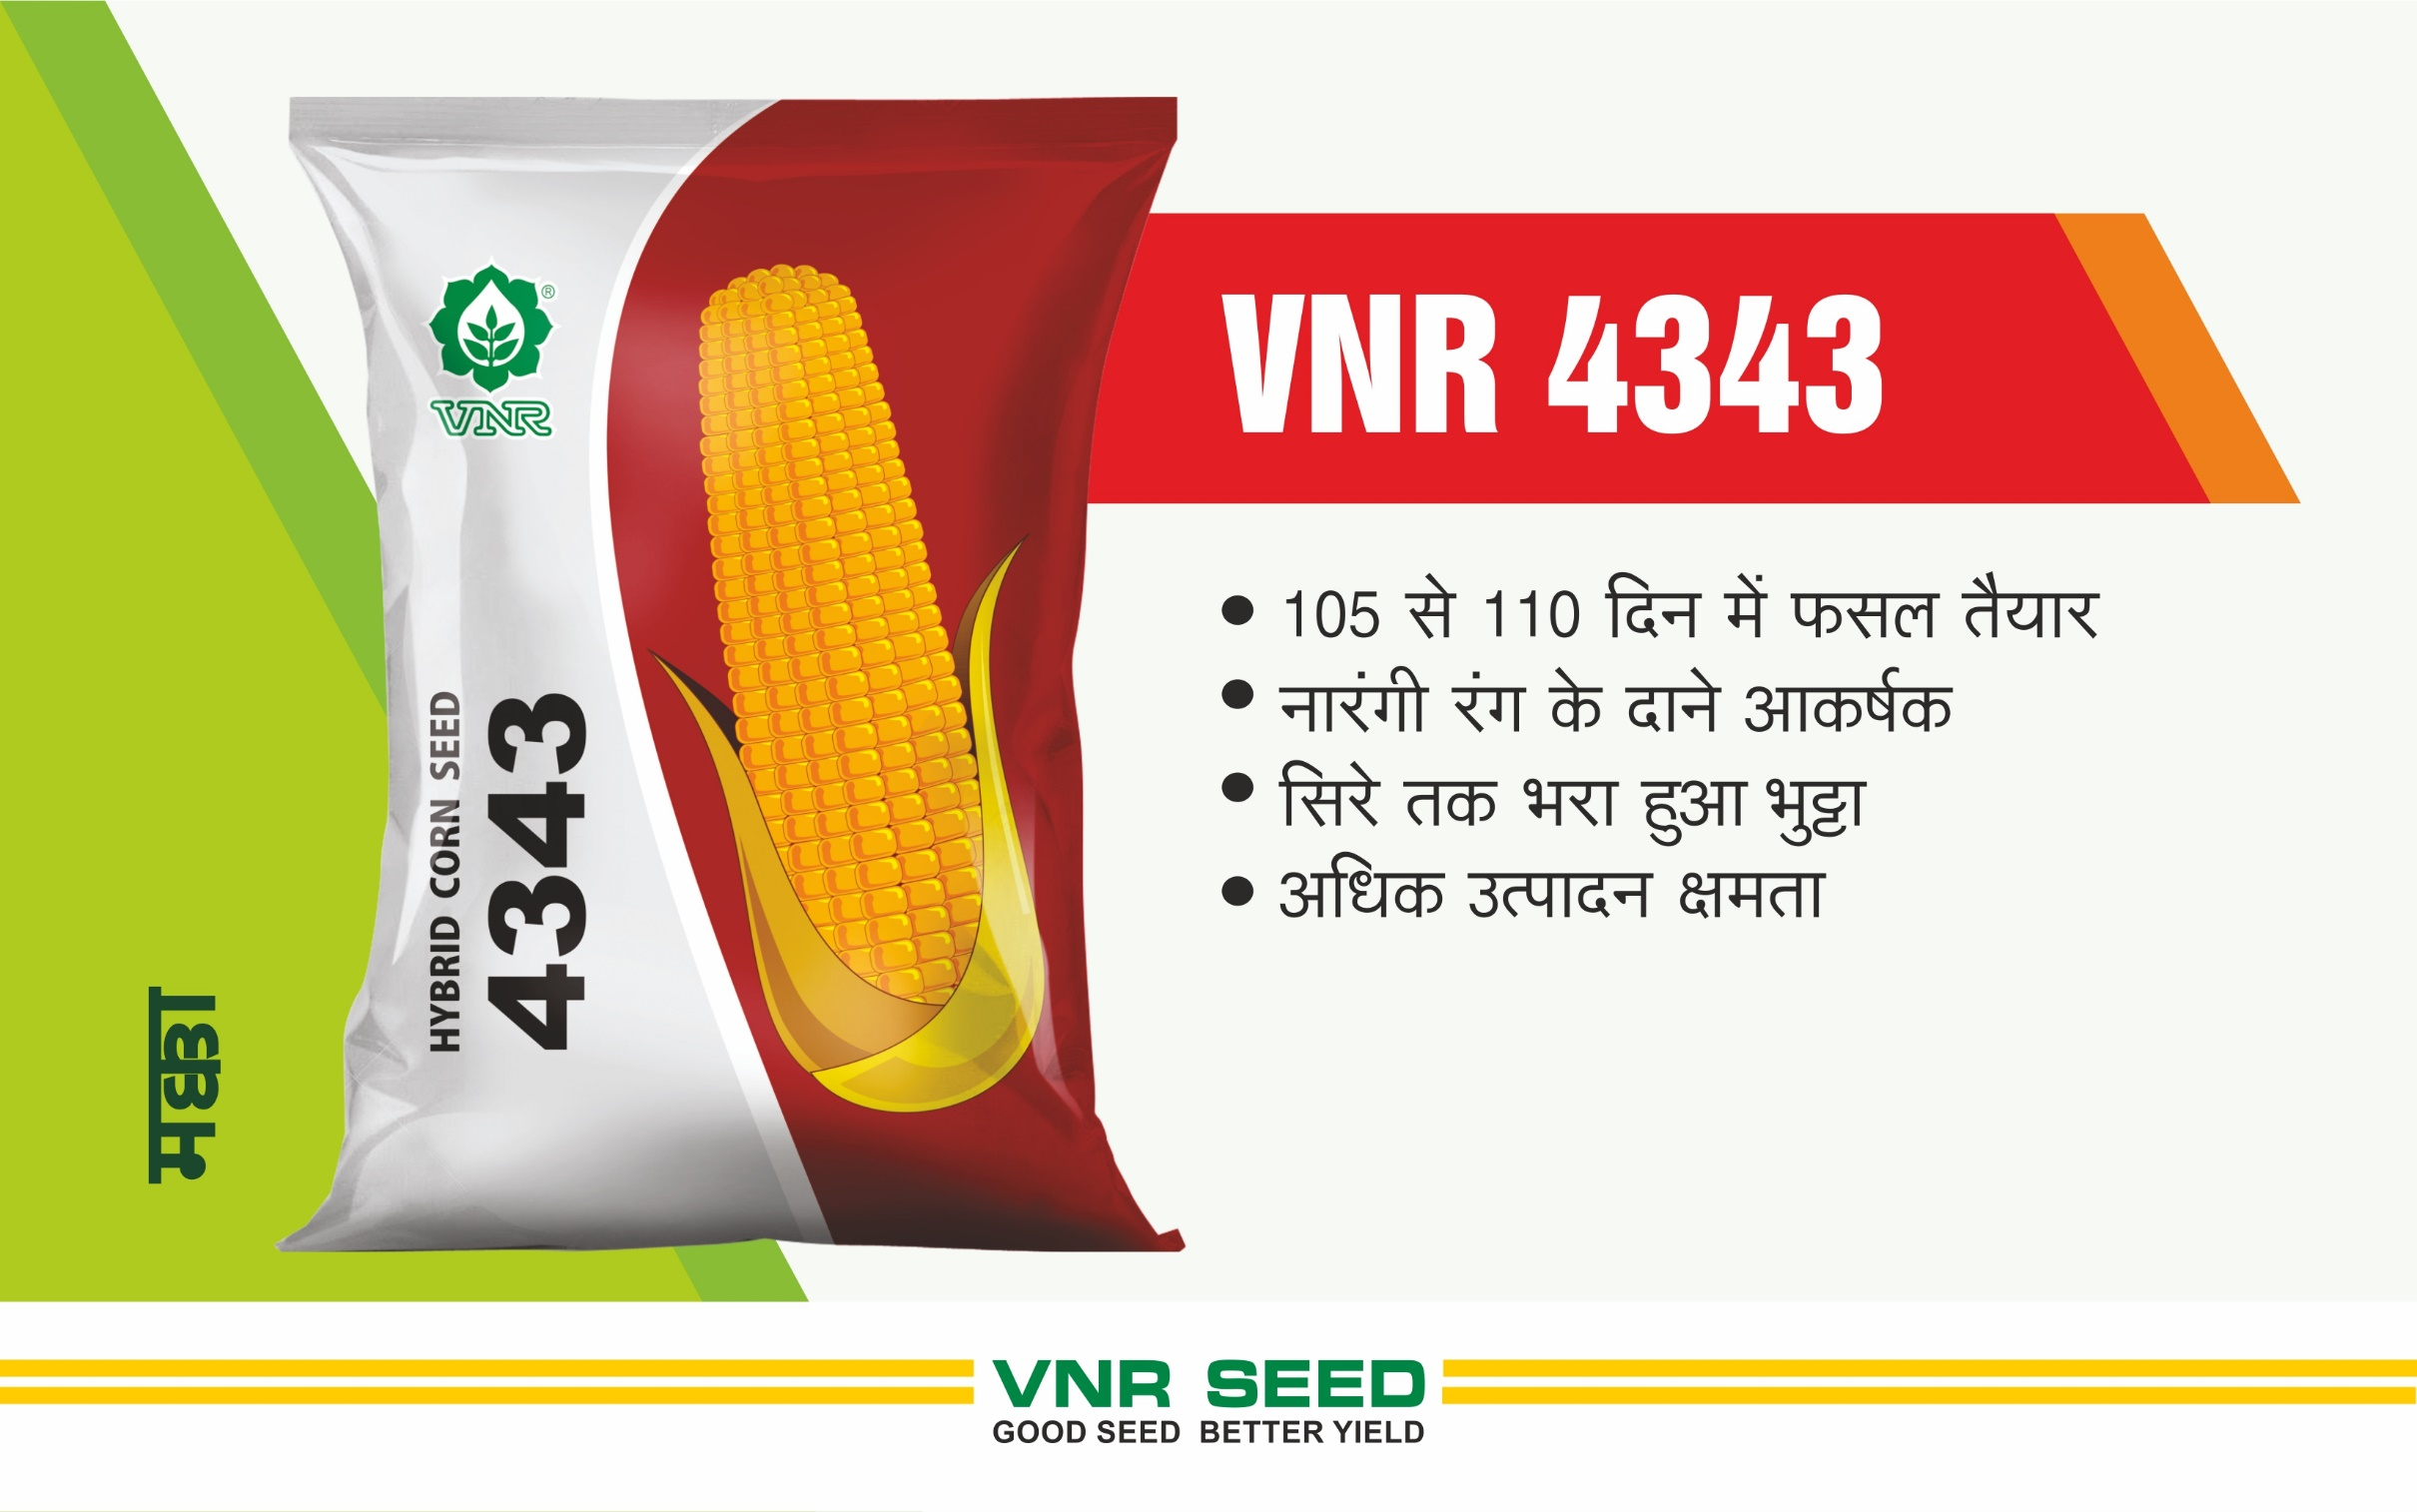 VNR
HYBRID CORN SEED
4343
मक्का
VNR 4343
• 105 से 110 दिन में फसल तैयार
• नारंगी रंग के दाने आकर्षक
• सिरे तक भरा हुआ भुट्टा
• अधिक उत्पादन क्षमता
VNR SEED
GOOD SEED BETTER YIELD